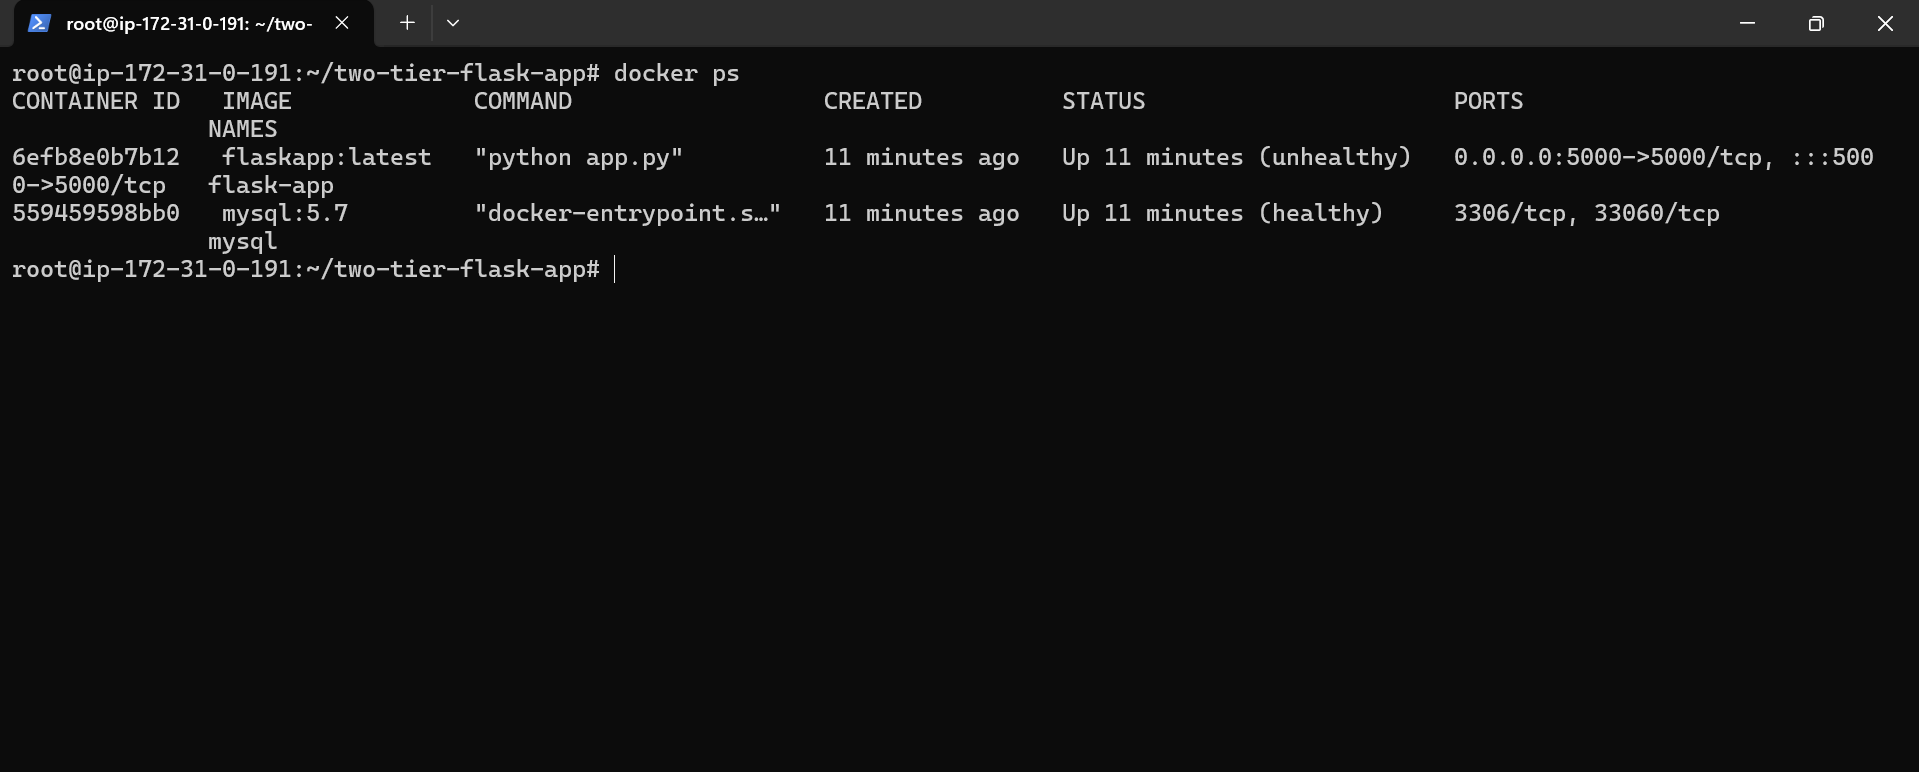 root@ip-172-31-0-191: ~/two-
root@ip-172-31-0-191:~/two-tier-flask-app# docker ps
CONTAINER ID   IMAGE             COMMAND                  CREATED          STATUS                      PORTS
              NAMES
6efb8e0b7b12   flaskapp:latest   "python app.py"          11 minutes ago   Up 11 minutes (unhealthy)   0.0.0.0:5000->5000/tcp, :::500
0->5000/tcp   flask-app
559459598bb0   mysql:5.7         "docker-entrypoint.s…"   11 minutes ago   Up 11 minutes (healthy)     3306/tcp, 33060/tcp
              mysql
root@ip-172-31-0-191:~/two-tier-flask-app#